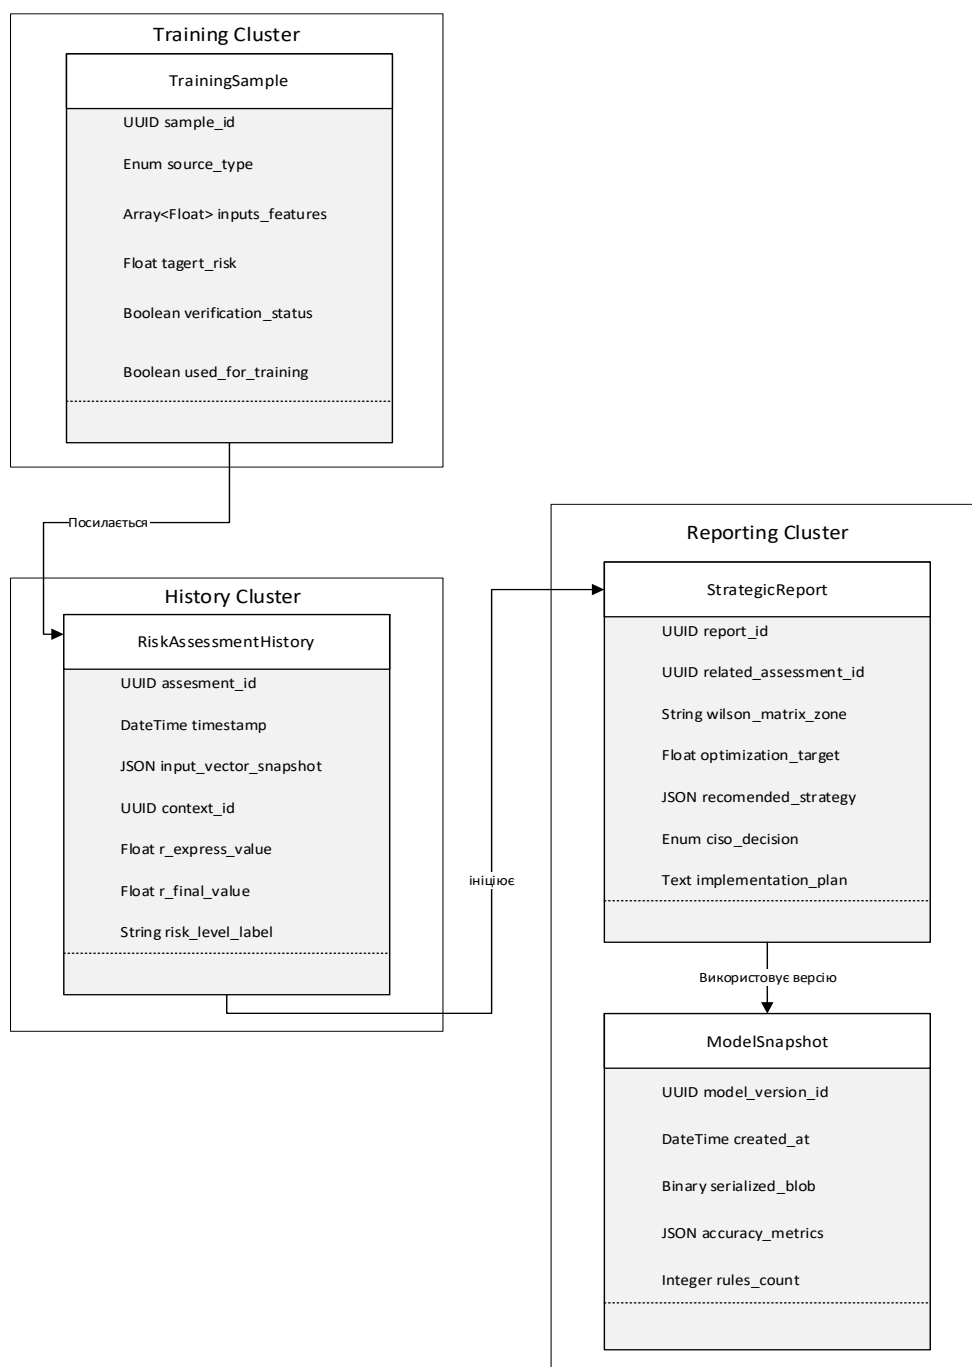 Training Cluster
TrainingSample
UUID sample_id
Enum source_type
Array<Float> inputs_features
Float tagert_risk
Boolean verification_status
Boolean used_for_training
Посилається
History Cluster
RiskAssessmentHistory
UUID assesment_id
DateTime timestamp
JSON input_vector_snapshot
UUID context_id
Float r_express_value
Float r_final_value
String risk_level_label
ініціює
Reporting Cluster
StrategicReport
UUID report_id
UUID related_assessment_id
String wilson_matrix_zone
Float optimization_target
JSON recomended_strategy
Enum ciso_decision
Text implementation_plan
Використовує версію
ModelSnapshot
UUID model_version_id
DateTime created_at
Binary serialized_blob
JSON accuracy_metrics
Integer rules_count